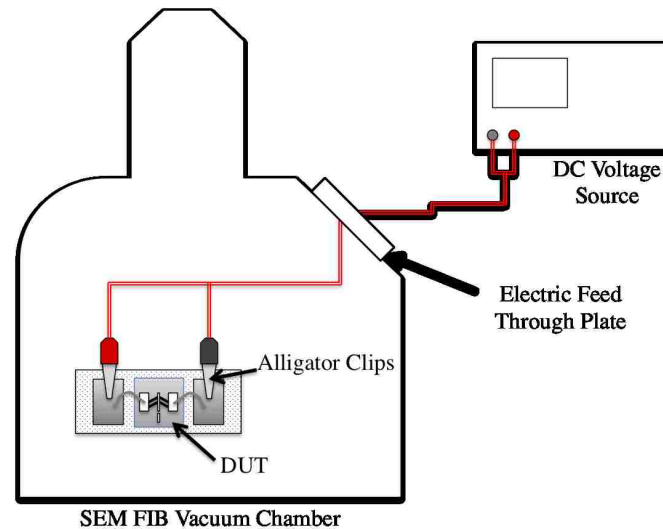 DC Voltage
Source
Electric Feed
Through Plate
Alligator Clips
DUT
SEM FIB Vacuum Chamber